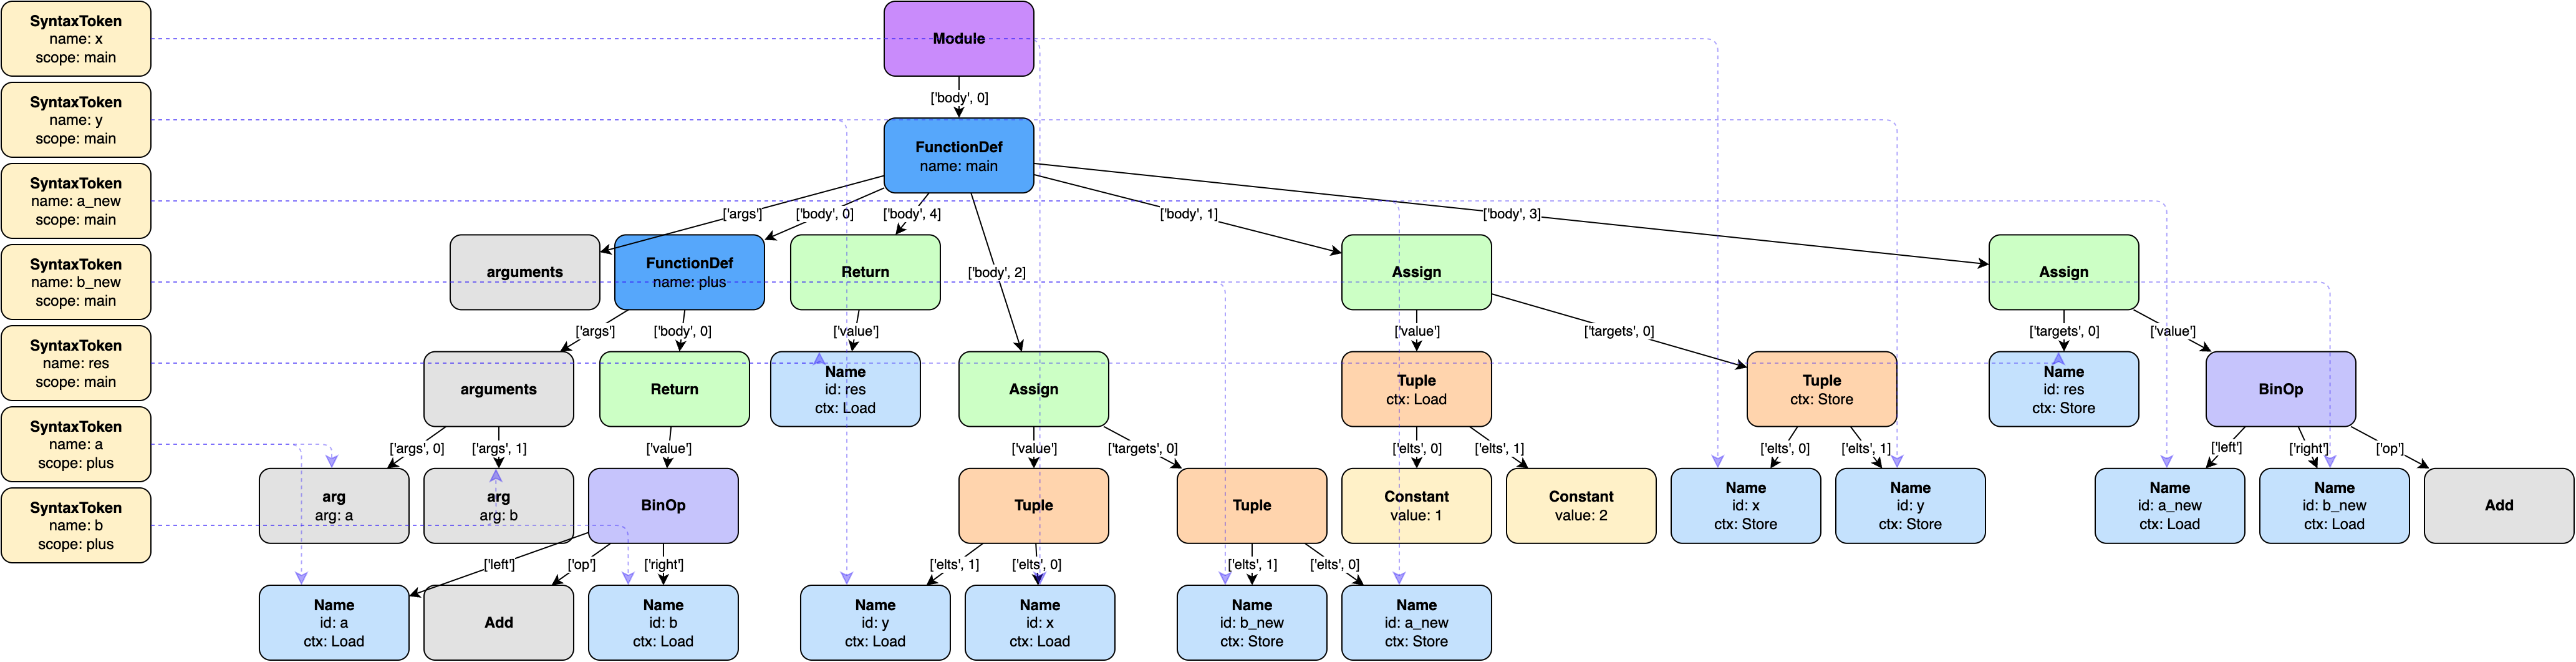 SyntaxToken
name: x
scope: main
SyntaxToken
name: y
scope: main
SyntaxToken
name: a_new
scope: main
SyntaxToken
name: b_new
scope: main
SyntaxToken
name: res
scope: main
SyntaxToken
name: a
scope: plus
SyntaxToken
name: b
scope: plus
Module
['body', 0]
FunctionDef
name: main
['args']
['body', 0]
['body', 4]
['body', 2]
['body', 1]
['body', 3]
arguments
FunctionDef
name: plus
Return
Assign
Assign
['args']
['body', 0]
['value']
['value']
['targets', 0]
['targets', 0]
['value']
arguments
Return
Name
id: res
ctx: Load
Assign
Tuple
ctx: Load
Tuple
ctx: Store
Name
id: res
ctx: Store
BinOp
['args', 0]
['args', 1]
['value']
['value']
['targets', 0]
['elts', 0]
['elts', 1]
['elts', 0]
['elts', 1]
['left']
['right']
['op']
arg
arg: a
arg
arg: b
BinOp
Tuple
Tuple
Constant
value: 1
Constant
value: 2
Name
id: x
ctx: Store
Name
id: y
ctx: Store
Name
id: a_new
ctx: Load
Name
id: b_new
ctx: Load
Add
['left']
['op']
['right']
['elts', 1]
['elts', 0]
['elts', 1]
['elts', 0]
Name
id: a
ctx: Load
Add
Name
id: b
ctx: Load
Name
id: y
ctx: Load
Name
id: x
ctx: Load
Name
id: b_new
ctx: Store
Name
id: a_new
ctx: Store